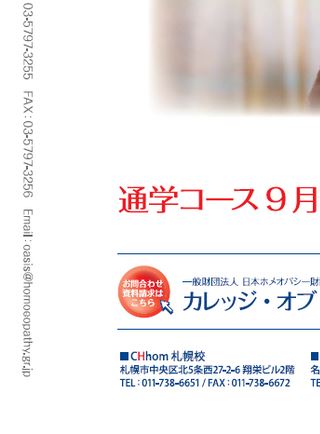 03-5797-3255 FAX : 03-5797-3256 Email : oasis@homoeopathy.gr.jp
通学コース９月
お問合わせ
資料請求は
こちら
一般財団法人 日本ホメオパシー財
カレッジ・オブ
■CHhom 札幌校
札幌市中央区北5条西27-2-6 翔栄ビル2階
TEL : 011-738-6651 / FAX : 011-738-6672
■
名
TE